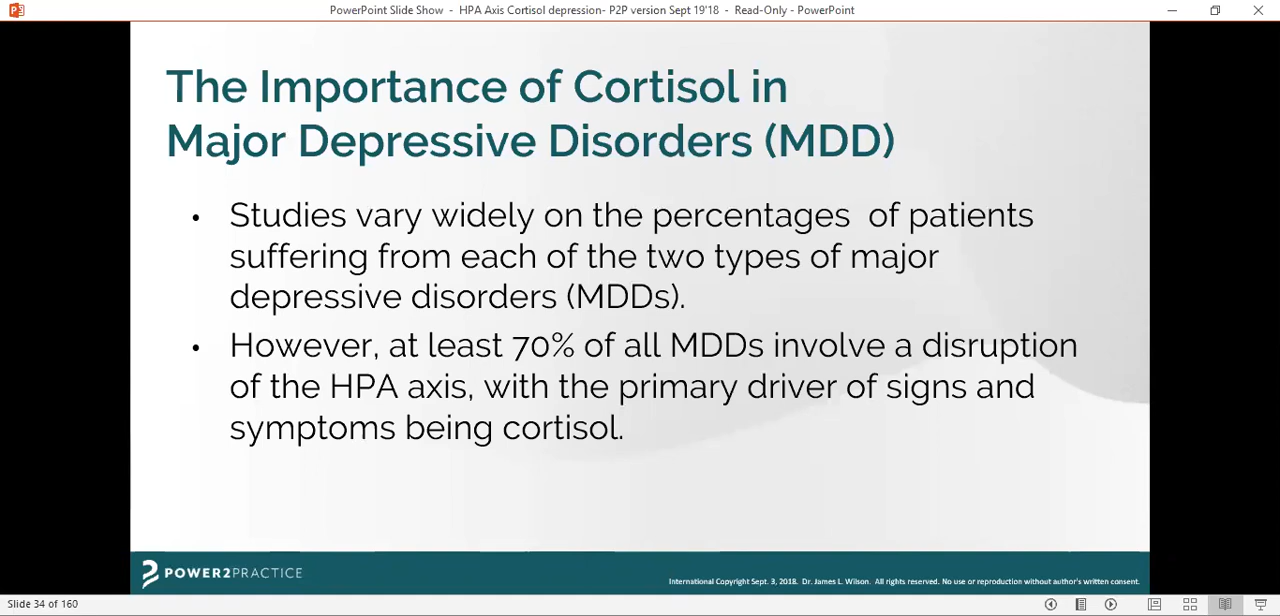 PowerPoint Slide Show - HPA Axis Cortisol depression- P2P version Sept 19'18 - Read-Only - PowerPoint
The Importance of Cortisol in
Major Depressive Disorders (MDD)
• Studies vary widely on the percentages of patients
suffering from each of the two types of major
depressive disorders (MDDs).
• However, at least 70% of all MDDs involve a disruption
of the HPA axis, with the primary driver of signs and
symptoms being cortisol.
POWER2PRACTICE
International Copyright Sept. 3, 2018. Dr. James L. Wilson. All rights reserved. No use or reproduction without author's written consent.
Slide 34 of 160